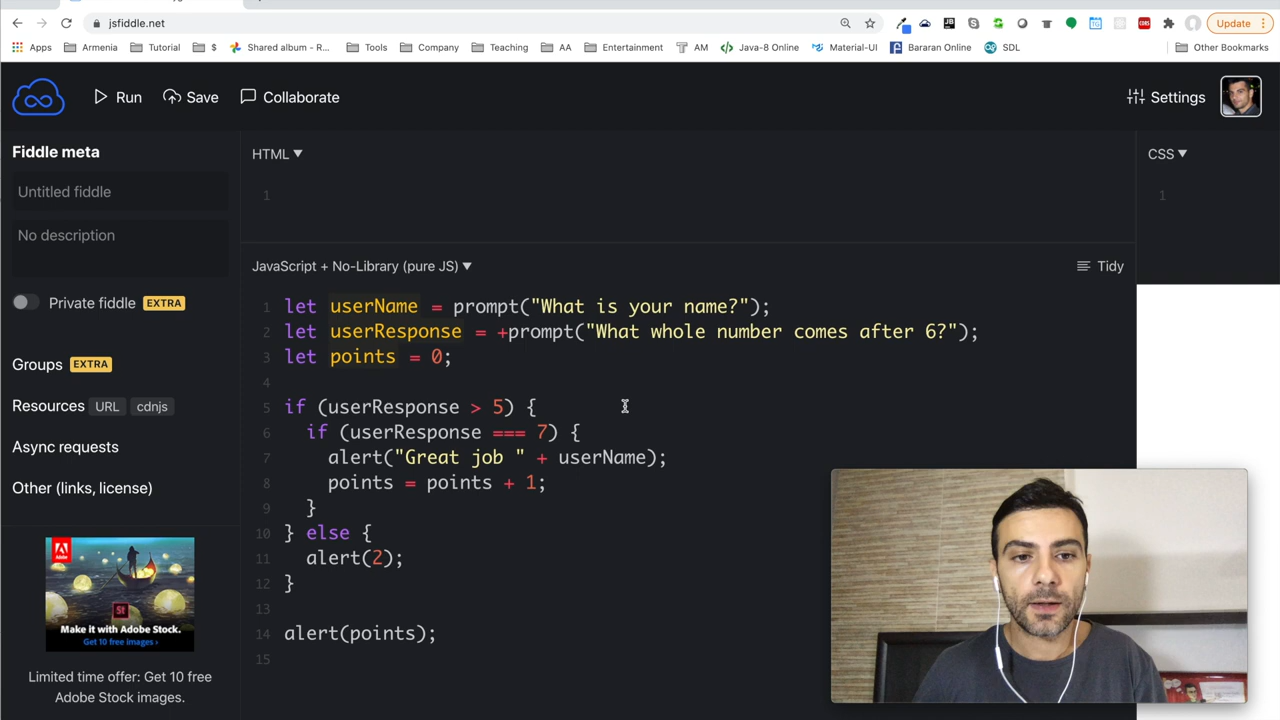 jsfiddle.net
Update
Apps
Armenia
Tutorial
$
Shared album - R...
Tools
Company
Teaching
AA
Entertainment
AM
Java-8 Online
Material-UI
Bararan Online
SDL
Other Bookmarks
Run
Save
Collaborate
Settings
Fiddle meta
Untitled fiddle
No description
Private fiddle EXTRA
Groups EXTRA
Resources URL cdnjs
Async requests
Other (links, license)
Make it with Adobe Stock.
Get 10 free images ›
Limited time offer: Get 10 free
Adobe Stock images.
HTML
1
CSS
1
JavaScript + No-Library (pure JS)
Tidy
1 let userName = prompt("What is your name?");
2 let userResponse = +prompt("What whole number comes after 6?");
3 let points = 0;
4
5 if (userResponse > 5) {
6 if (userResponse === 7) {
7 alert("Great job " + userName);
8 points = points + 1;
9 }
10 } else {
11 alert(2);
12 }
13
14 alert(points);
15